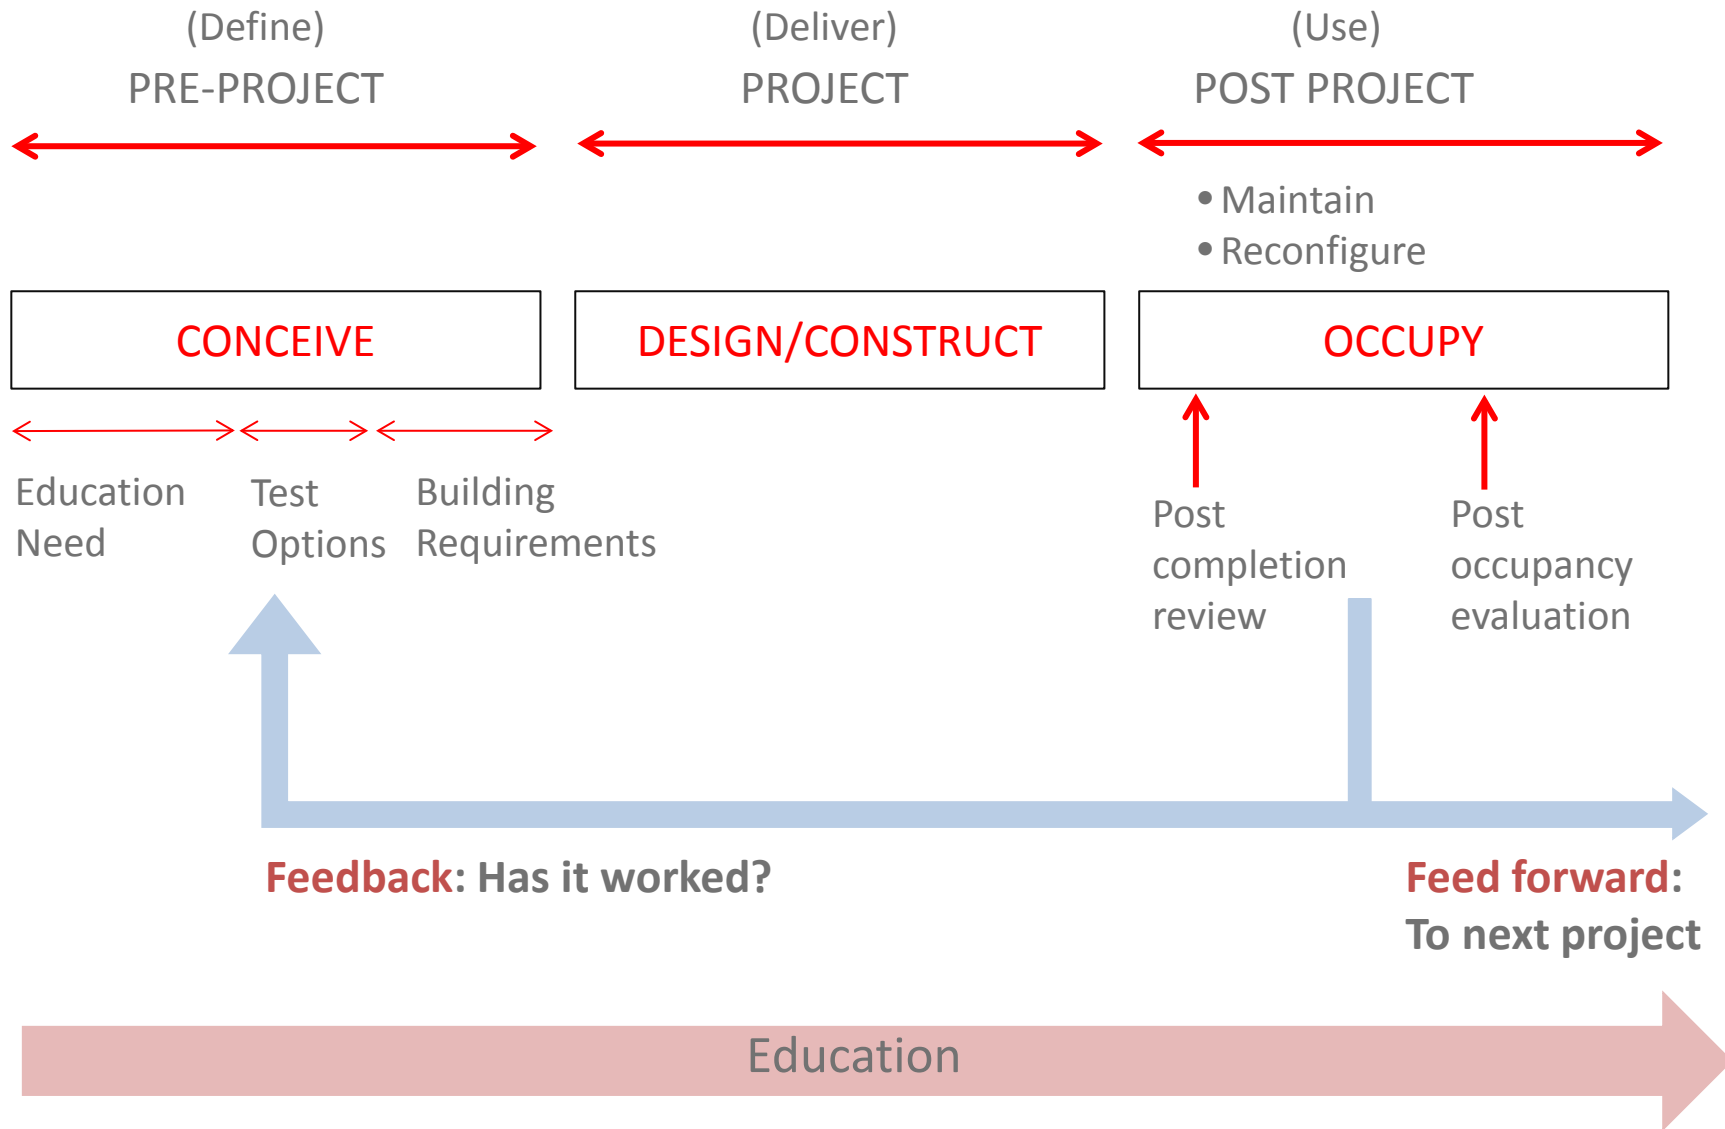 (Define)
PRE-PROJECT
(Deliver)
PROJECT
(Use)
POST PROJECT
• Maintain
• Reconfigure
CONCEIVE
DESIGN/CONSTRUCT
OCCUPY
Education
Need
Test
Options
Building
Requirements
Post
completion
review
Post
occupancy
evaluation
Feedback: Has it worked?
Feed forward:
To next project
Education